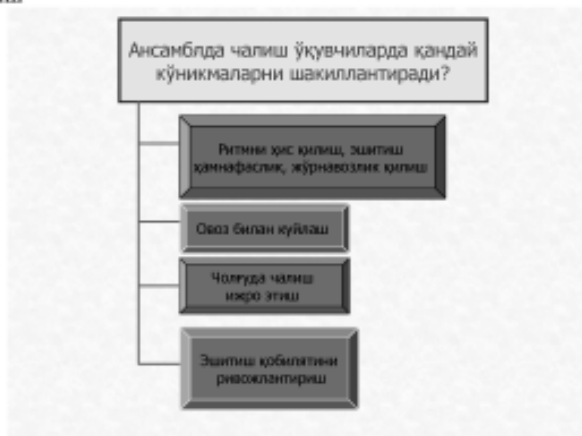 Ансамблда чалиш ўқувчиларда қандай
кўникмаларни шакиллантиради?
Ритмни ҳис қилиш, эшитиш
ҳамнафаслик, жўрнавозлик қилиш
Овоз билан куйлаш
Чолғуда чалиш
ижро этиш
Эшитиш қобилятини
ривожлантириш